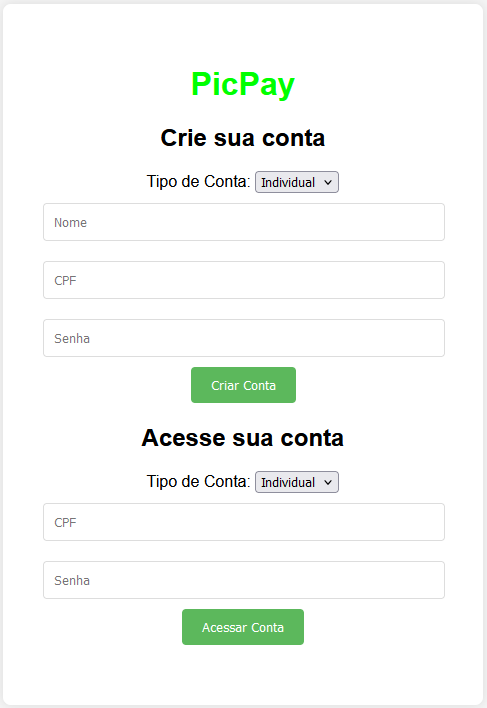 PicPay
Crie sua conta
Tipo de Conta: Individual
Nome
CPF
Senha
Criar Conta
Acesse sua conta
Tipo de Conta: Individual
CPF
Senha
Acessar Conta